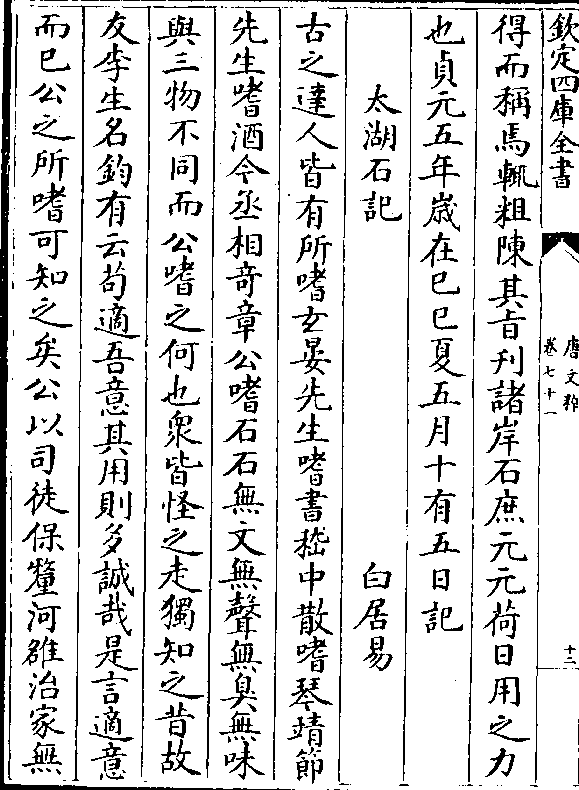 欽定四庫全書
唐文粹
卷七十一
十二
得而稱焉輒粗陳其旨刋諸岸石庶元元荷日用之力
也貞元五年歲在己巳夏五月十有五日記
太湖石記
白居易
古之達人皆有所嗜玄晏先生嗜書嵇中散嗜琴靖節
先生嗜酒今丞相奇章公嗜石石無文無聲無臭無味
與三物不同而公嗜之何也衆皆怪之走獨知之昔故
友李生名鈞有云茍適吾意其用則多誠哉是言適意
而已公之所嗜可知之矣公以司徒保釐河雒治家無